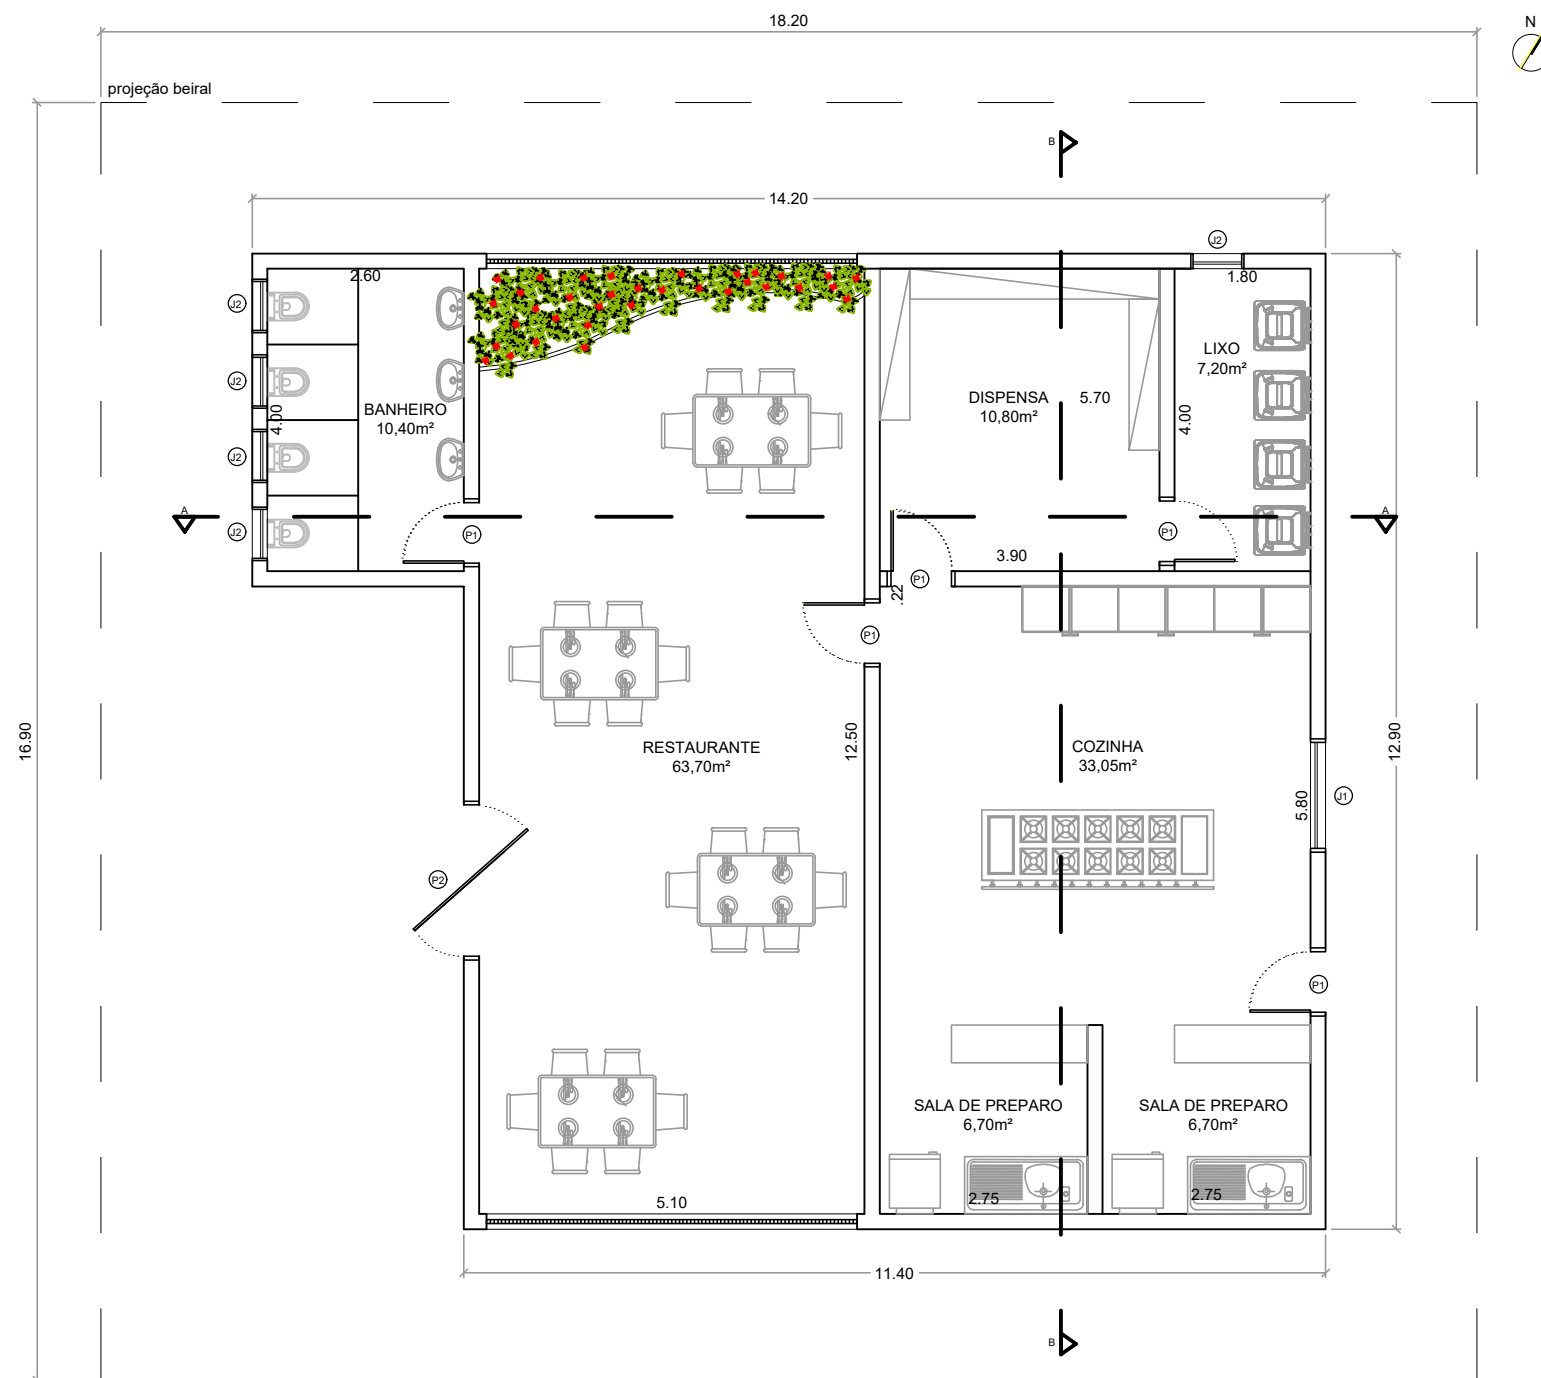 18.20
N
projeção beiral
B
14.20
J2
2.60
1.80
J2
LIXO
7,20m²
J2
DISPENSA
10,80m²
5.70
BANHEIRO
10,40m²
4.00
4.00
J2
A
A
J2
P1
P1
3.90
P1
.22
P1
16.90
RESTAURANTE
63,70m²
12.50
COZINHA
33,05m²
12.90
5.80
J1
P2
P1
SALA DE PREPARO
6,70m²
SALA DE PREPARO
6,70m²
2.75
2.75
5.10
11.40
B